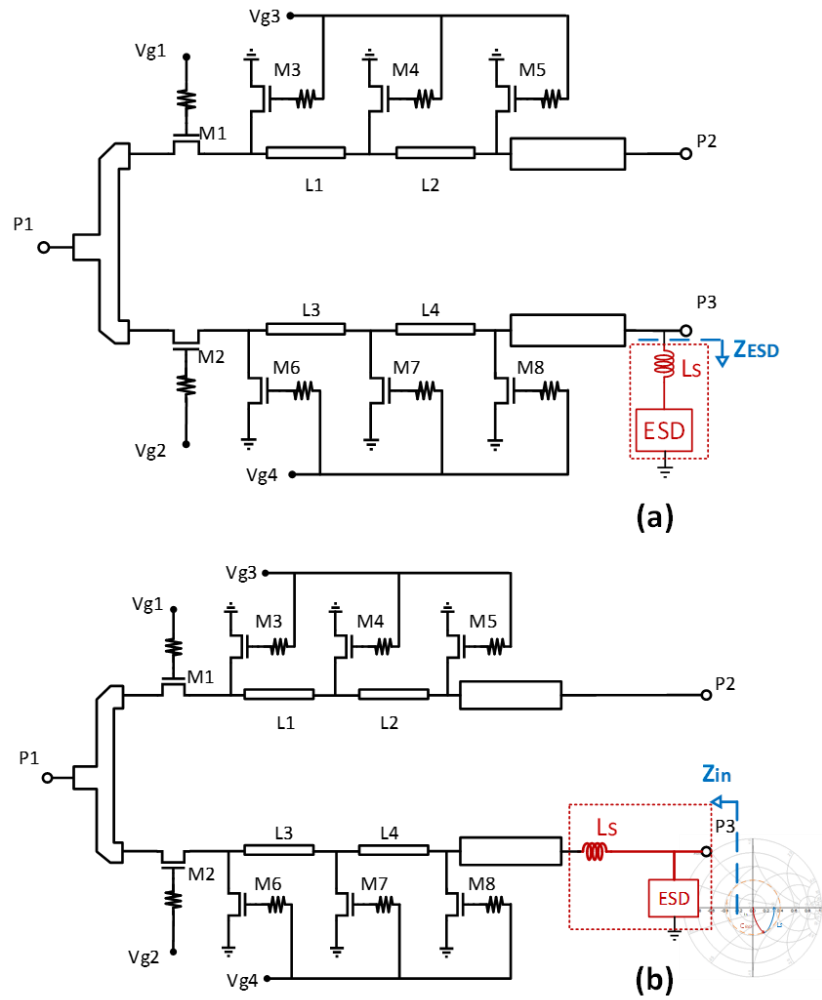 Vg3
Vg1
M3
M4
M5
M1
P2
L1
L2
P1
L3
L4
P3
ZESD
M2
M6
M7
M8
Ls
ESD
Vg2
Vg4
(a)
Vg3
Vg1
M3
M4
M5
M1
P2
L1
L2
P1
Zin
P3
L3
L4
Ls
M2
M6
M7
M8
ESD
Vg2
Vg4
(b)